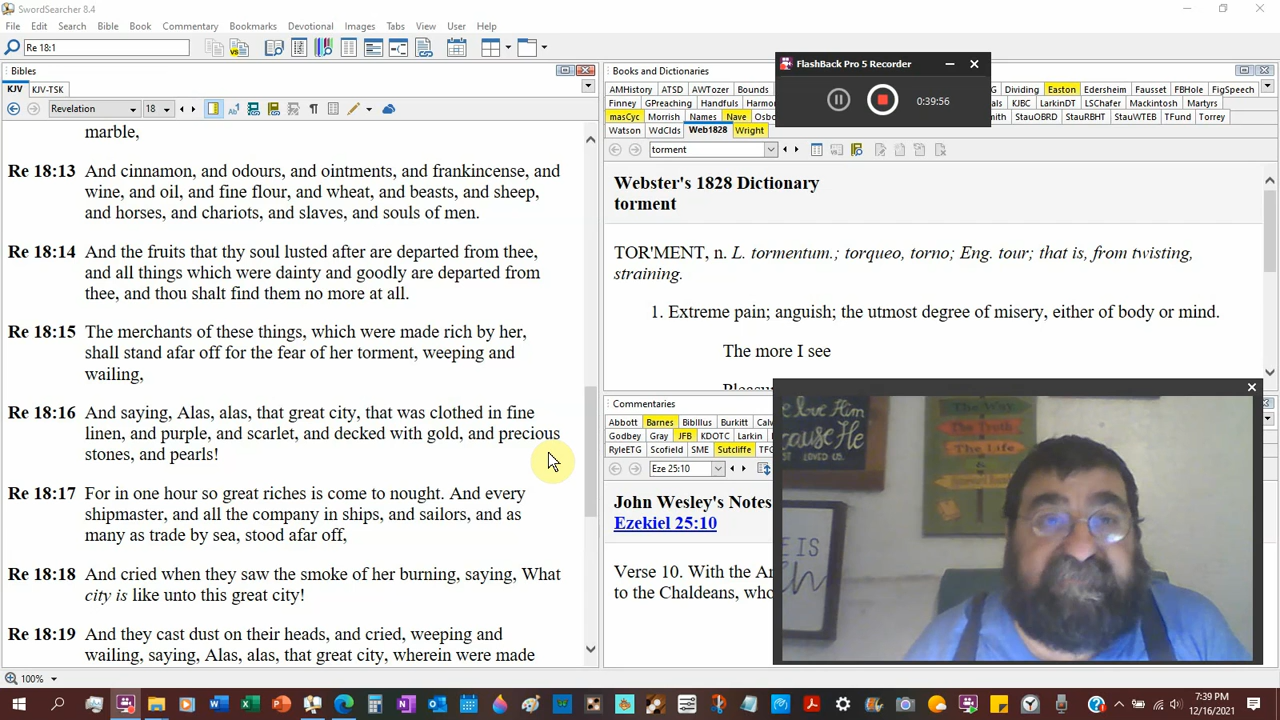 SwordSearcher 8.4
File Edit Search Bible Book Commentary Bookmarks Devotional Images Tabs View User Help
Re 18:1
Bibles
KJV KJV-TSK
Revelation 18
marble,
Re 18:13 And cinnamon, and odours, and ointments, and frankincense, and
wine, and oil, and fine flour, and wheat, and beasts, and sheep,
and horses, and chariots, and slaves, and souls of men.
Re 18:14 And the fruits that thy soul lusted after are departed from thee,
and all things which were dainty and goodly are departed from
thee, and thou shalt find them no more at all.
Re 18:15 The merchants of these things, which were made rich by her,
shall stand afar off for the fear of her torment, weeping and
wailing,
Re 18:16 And saying, Alas, alas, that great city, that was clothed in fine
linen, and purple, and scarlet, and decked with gold, and precious
stones, and pearls!
Re 18:17 For in one hour so great riches is come to nought. And every
shipmaster, and all the company in ships, and sailors, and as
many as trade by sea, stood afar off,
Re 18:18 And cried when they saw the smoke of her burning, saying, What
city is like unto this great city!
Re 18:19 And they cast dust on their heads, and cried, weeping and
wailing, saying, Alas, alas, that great city, wherein were made
100%
FlashBack Pro 5 Recorder
0:39:56
Books and Dictionaries
AMHistory ATSD AWTozer Bounds Dividing Easton Edersheim Fausset FBHole FigSpeech
Finney GPreaching Handfuls KJBC LarkinDT LSChafer Mackintosh Martyrs
masCyc Morrish Names Nave StauOBRD StauRBHT StauWTEB TFund Torrey
Watson WdClds Web1828 Wright
torment
Webster's 1828 Dictionary
torment
TOR'MENT, n. L. tormentum.; torqueo, torno; Eng. tour; that is, from twisting,
straining.
1. Extreme pain; anguish; the utmost degree of misery, either of body or mind.
The more I see
Commentaries
Abbott Barnes BibIllus Burkitt
Godbey Gray JFB KDOTC Larkin
RyleETG Scofield SME Sutcliffe
Eze 25:10
John Wesley's Notes
Ezekiel 25:10
Verse 10. With the
to the Chaldeans,
love Him
cause He
LOVED US.
The Way
The Truth
The Life
7:39 PM
12/16/2021